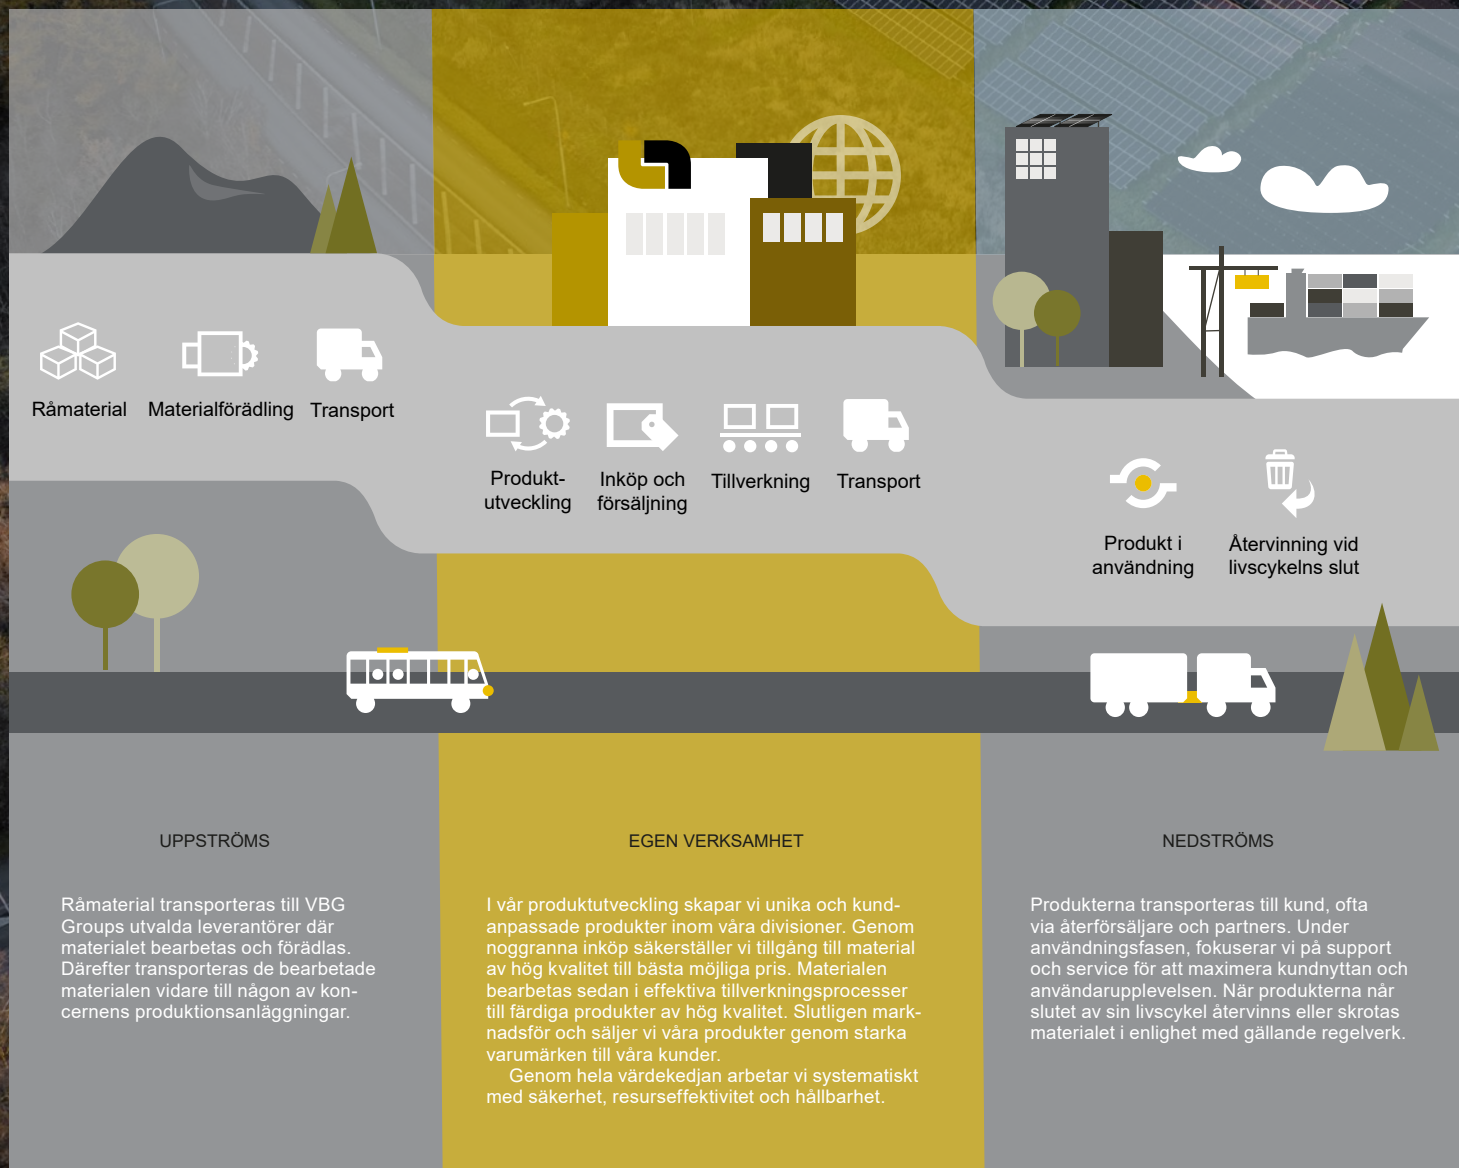 Råmaterial
Materialförädling
Transport
Produkt-
utveckling
Inköp och
försäljning
Tillverkning
Transport
Produkt i
användning
Återvinning vid
livscykelns slut
UPPSTRÖMS
Råmaterial transporteras till VBG
Groups utvalda leverantörer där
materialet bearbetas och förädlas.
Därefter transporteras de bearbetade
materialen vidare till någon av kon-
cernens produktionsanläggningar.
EGEN VERKSAMHET
I vår produktutveckling skapar vi unika och kund-
anpassade produkter inom våra divisioner. Genom
noggranna inköp säkerställer vi tillgång till material
av hög kvalitet till bästa möjliga pris. Materialen
bearbetas sedan i effektiva tillverkningsprocesser
till färdiga produkter av hög kvalitet. Slutligen mark-
nadsför och säljer vi våra produkter genom starka
varumärken till våra kunder.
Genom hela värdekedjan arbetar vi systematiskt
med säkerhet, resurseffektivitet och hållbarhet.
NEDSTRÖMS
Produkterna transporteras till kund, ofta
via återförsäljare och partners. Under
användningsfasen, fokuserar vi på support
och service för att maximera kundnyttan och
användarupplevelsen. När produkterna når
slutet av sin livscykel återvinns eller skrotas
materialet i enlighet med gällande regelverk.